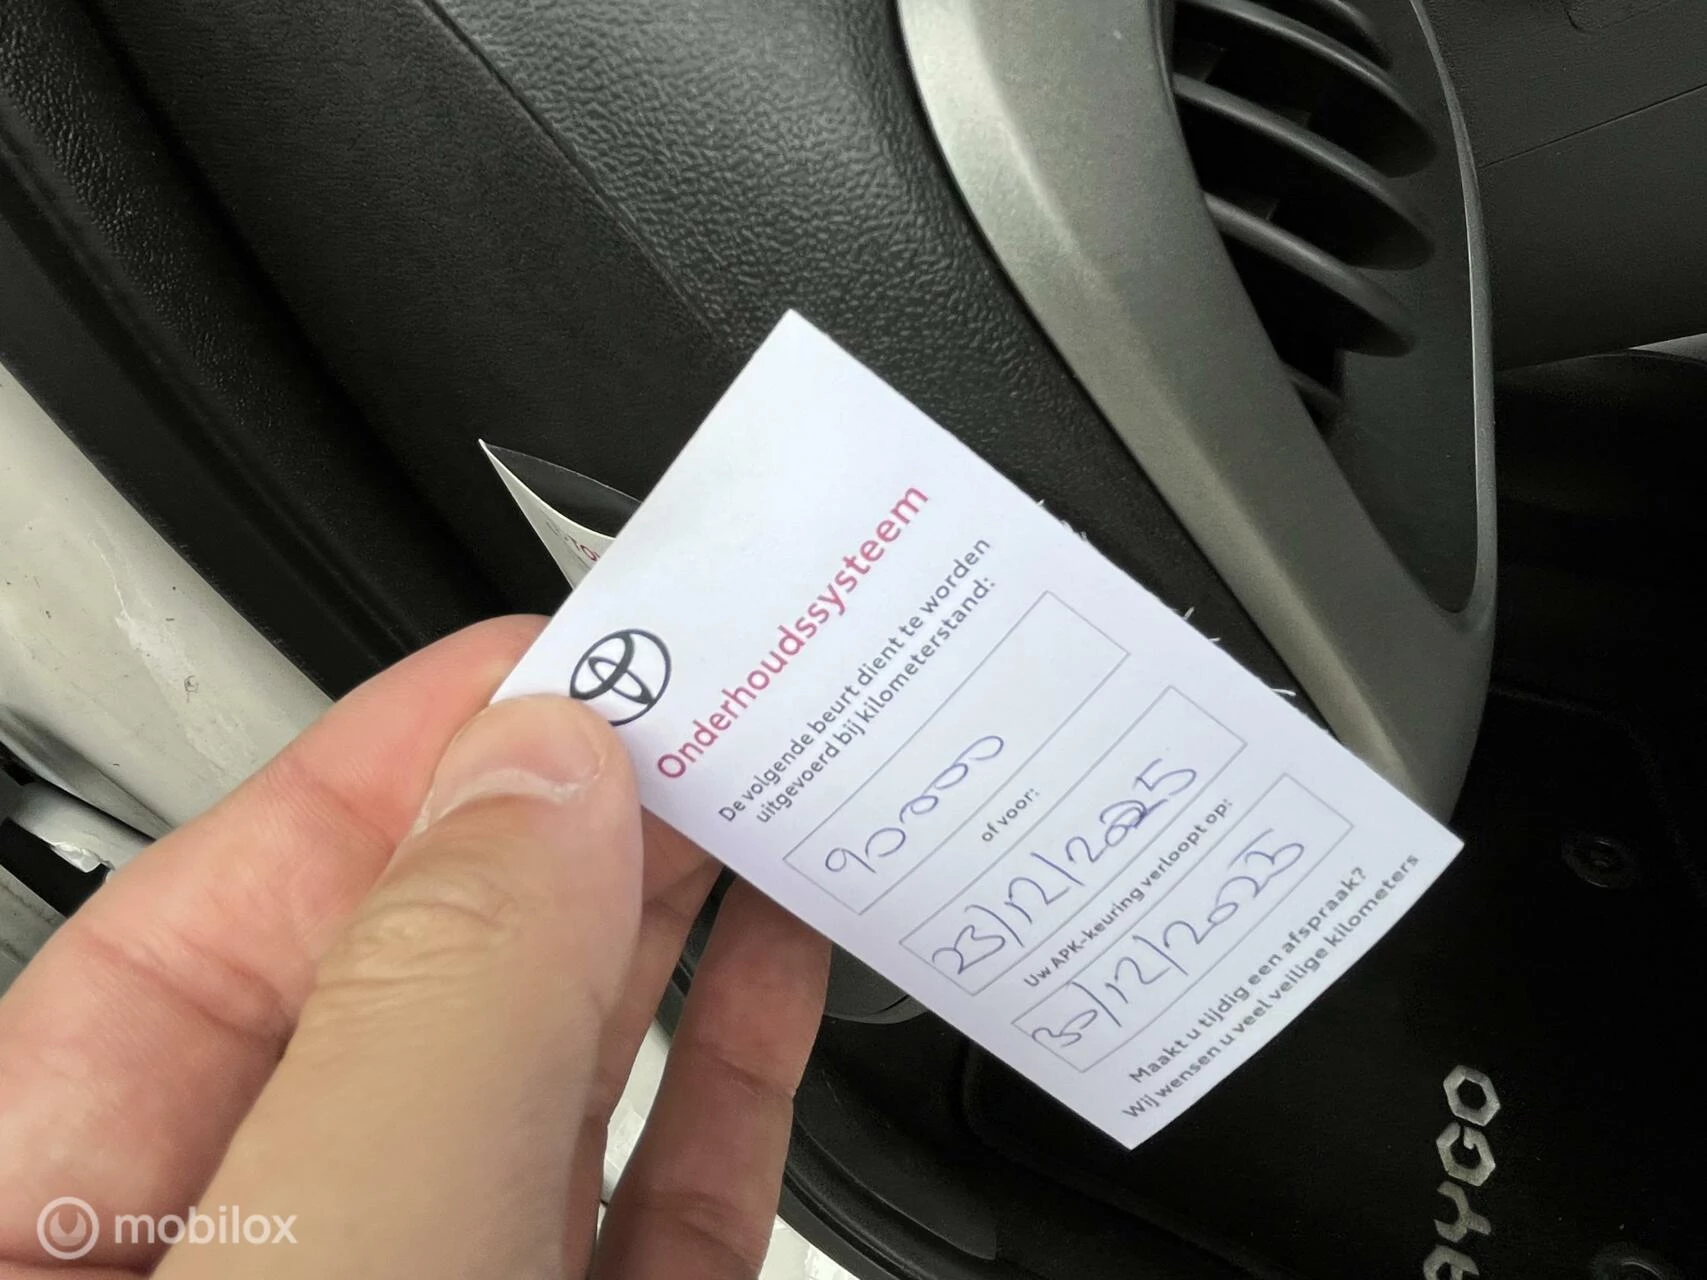 Onderhoudssysteem
De volgende beurt dient te worden
uitgevoerd bij kilometerstand:
90000
of voor:
23/12/2025
Uw APK-keuring verloopt op:
30/12/2025
Maakt u tijdig een afspraak?
Wij wensen u veel veilige kilometers
AYGO
mobilox